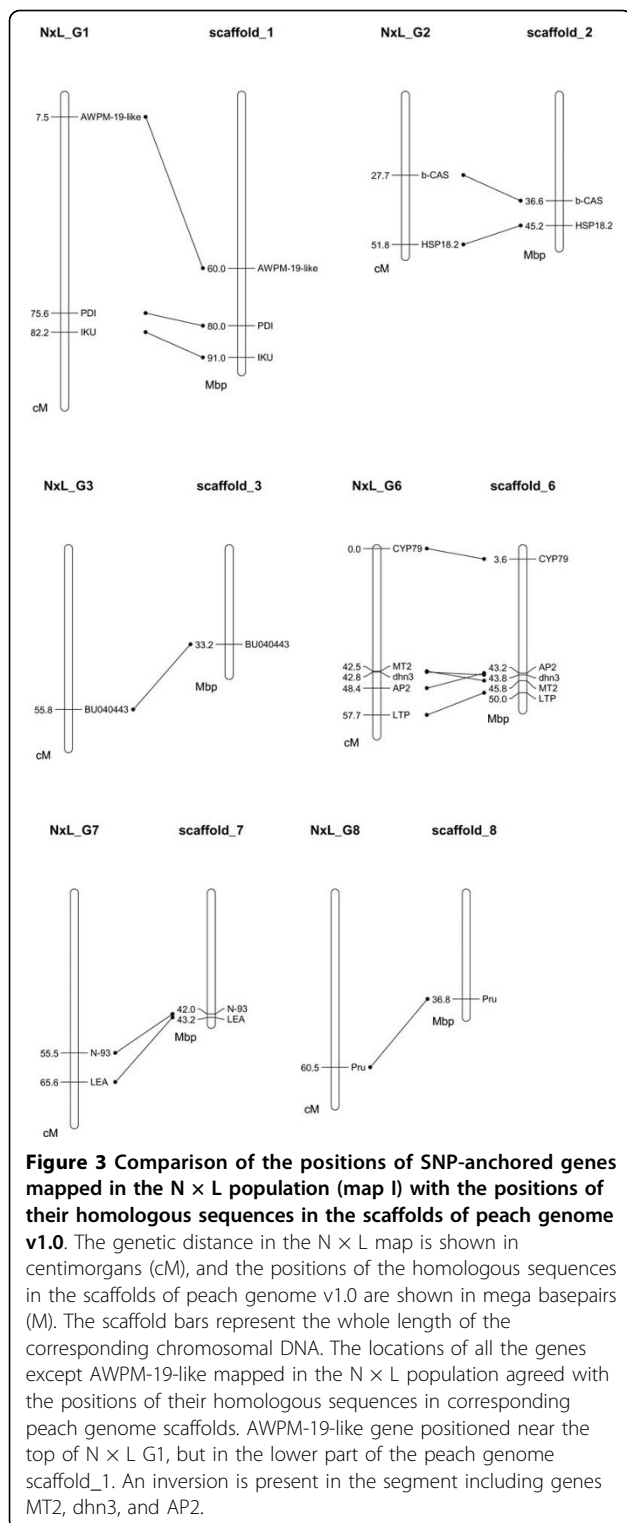 NxL_G1 scaffold_1 NxL_G2 scaffold_2
7.5 AWPM-19-like
27.7 b-CAS
36.6 b-CAS
45.2 HSP18.2
51.8 HSP18.2
Mbp
cM
60.0 AWPM-19-like
75.6 PDI
80.0 PDI
82.2 IKU
91.0 IKU
Mbp
cM
NxL_G3 scaffold_3 NxL_G6 scaffold_6
0.0 CYP79
3.6 CYP79
33.2 BU040443
Mbp
55.8 BU040443
cM
42.5 MT2
42.8 dhn3
48.4 AP2
57.7 LTP
cM
43.2 AP2
43.8 dhn3
45.8 MT2
50.0 LTP
Mbp
NxL_G7 scaffold_7 NxL_G8 scaffold_8
42.0 N-93
43.2 LEA
Mbp
55.5 N-93
65.6 LEA
cM
36.8 Pru
Mbp
60.5 Pru
cM
Figure 3 Comparison of the positions of SNP-anchored genes
mapped in the N × L population (map I) with the positions of
their homologous sequences in the scaffolds of peach genome
v1.0. The genetic distance in the N × L map is shown in
centimorgans (cM), and the positions of the homologous sequences
in the scaffolds of peach genome v1.0 are shown in mega basepairs
(M). The scaffold bars represent the whole length of the
corresponding chromosomal DNA. The locations of all the genes
except AWPM-19-like mapped in the N × L population agreed with
the positions of their homologous sequences in corresponding
peach genome scaffolds. AWPM-19-like gene positioned near the
top of N × L G1, but in the lower part of the peach genome
scaffold_1. An inversion is present in the segment including genes
MT2, dhn3, and AP2.